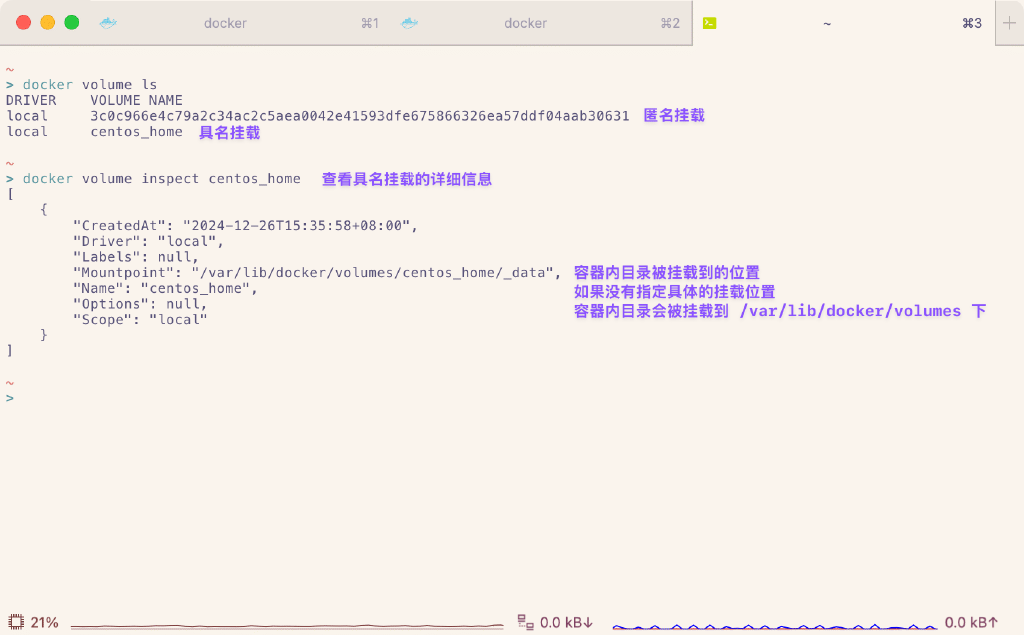 docker ⌘1 docker ⌘2 ~ ⌘3
~
> docker volume ls
DRIVER    VOLUME NAME
local     3c0c966e4c79a2c34ac2c5aea0042e41593dfe675866326ea57ddf04aab30631 匿名挂载
local     centos_home 具名挂载
~
> docker volume inspect centos_home 查看具名挂载的详细信息
[
    {
        "CreatedAt": "2024-12-26T15:35:58+08:00",
        "Driver": "local",
        "Labels": null,
        "Mountpoint": "/var/lib/docker/volumes/centos_home/_data", 容器内目录被挂载到的位置
        "Name": "centos_home", 如果没有指定具体的挂载位置
        "Options": null, 容器内目录会被挂载到 /var/lib/docker/volumes 下
        "Scope": "local"
    }
]
~
>
21% 0.0 kB↓ 0.0 kB↑